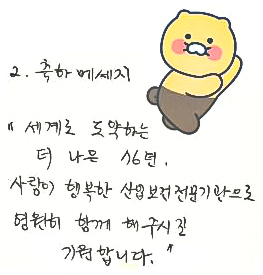 2. 축하 메세지
" 세계로 도약하는
더 나은 16년.
사랑이 행복한 산업보건전문기관으로
영원히 함께 해주시길
기원합니다. "